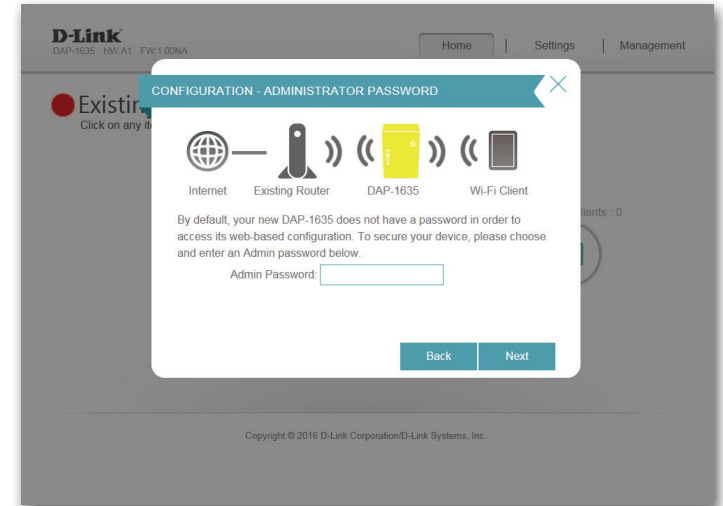 D-Link
DAP-1635 HW:A1 FW:1.00NA
Home | Settings | Management
CONFIGURATION - ADMINISTRATOR PASSWORD
Click on any
Internet Existing Router DAP-1635 Wi-Fi Client
By default, your new DAP-1635 does not have a password in order to
access its web-based configuration. To secure your device, please choose
and enter an Admin password below.
Admin Password:
: 0
Back Next
Copyright © 2016 D-Link Corporation/D-Link Systems, Inc.